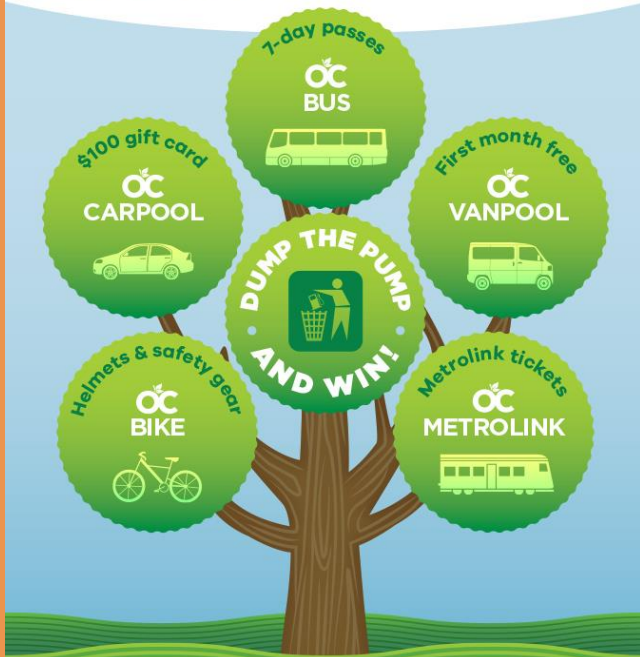 7-day passes
OC
BUS
$100 gift card
OC
CARPOOL
First month free
OC
VANPOOL
DUMP THE PUMP
AND WIN!
Helmets & safety gear
OC
BIKE
Metrolink tickets
OC
METROLINK